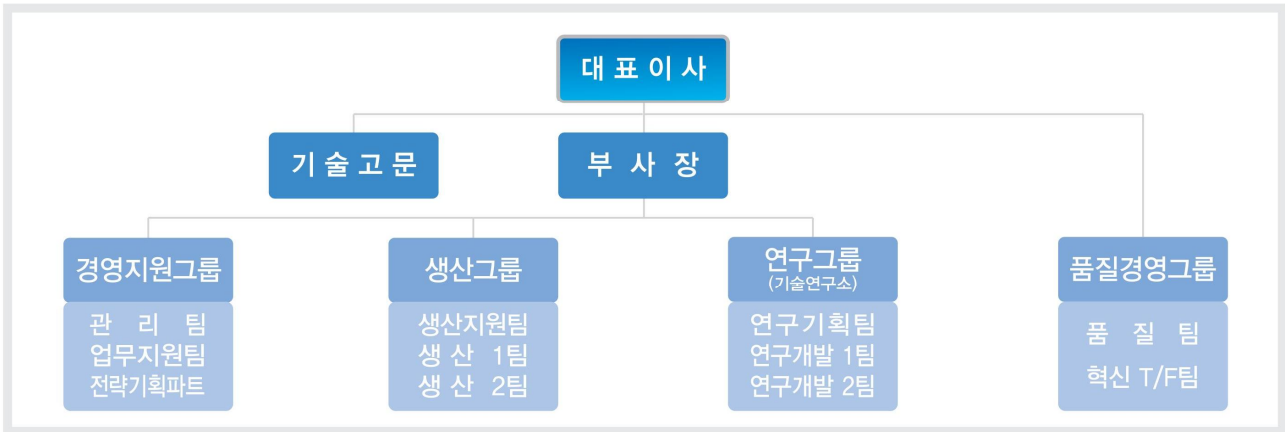 대표이사
기술고문
부사장
경영지원그룹
관리팀
업무지원팀
전략기획파트
생산그룹
생산지원팀
생산 1팀
생산 2팀
연구그룹
(기술연구소)
연구기획팀
연구개발 1팀
연구개발 2팀
품질경영그룹
품질팀
혁신 T/F팀